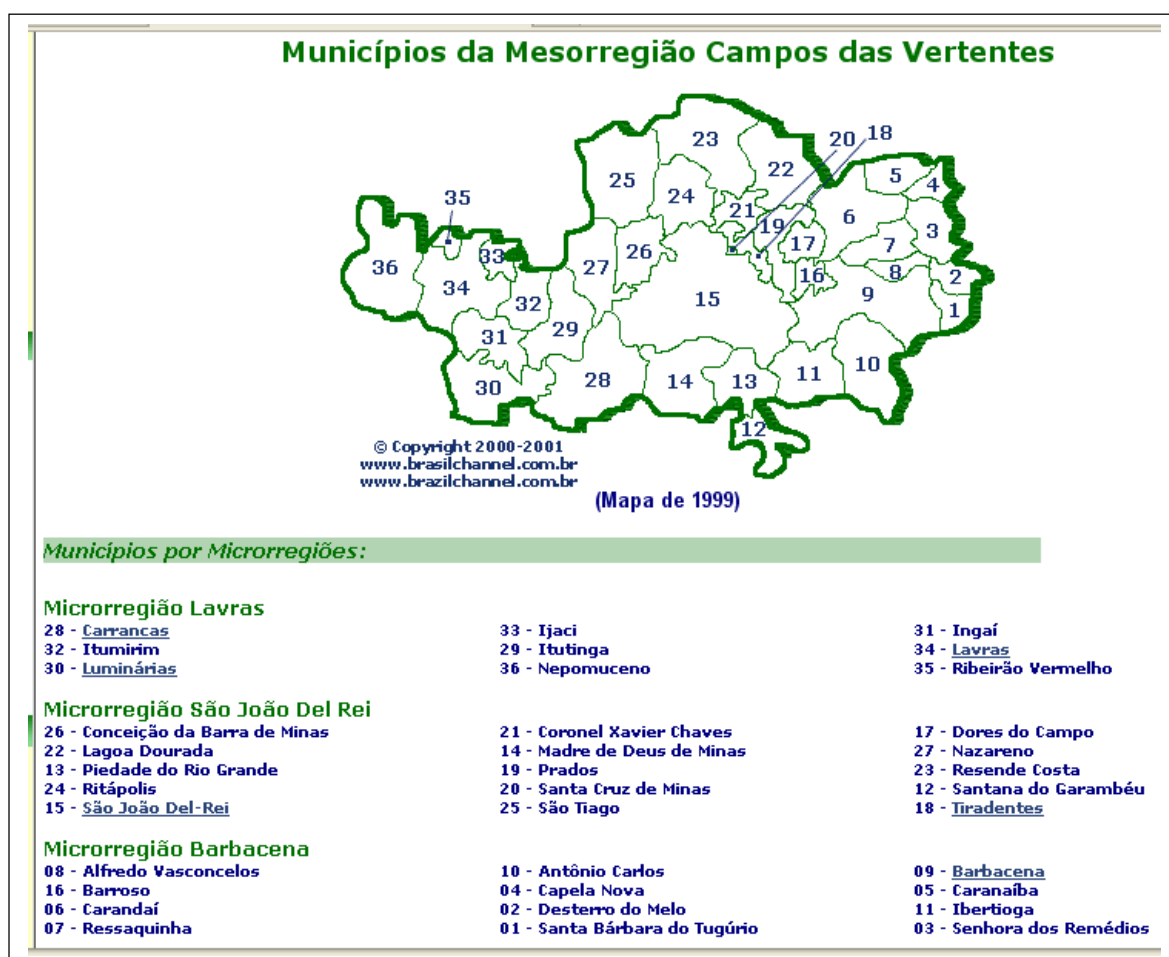 Municípios da Mesorregião Campos das Vertentes
23
20
18
22
25
24
5
4
35
21
6
19
3
36
33
26
17
7
27
16
8
2
34
32
15
9
1
31
29
30
28
14
13
11
10
12
© Copyright 2000-2001
www.brasilchannel.com.br
www.brazilchannel.com.br
(Mapa de 1999)
Municípios por Microrregiões:
Microrregião Lavras
28 - Carrancas 33 - Ijaci 31 - Ingaí
32 - Itumirim 29 - Itutinga 34 - Lavras
30 - Luminárias 36 - Nepomuceno 35 - Ribeirão Vermelho
Microrregião São João Del Rei
26 - Conceição da Barra de Minas 21 - Coronel Xavier Chaves 17 - Dores do Campo
22 - Lagoa Dourada 14 - Madre de Deus de Minas 27 - Nazareno
13 - Piedade do Rio Grande 19 - Prados 23 - Resende Costa
24 - Ritápolis 20 - Santa Cruz de Minas 12 - Santana do Garambéu
15 - São João Del-Rei 25 - São Tiago 18 - Tiradentes
Microrregião Barbacena
08 - Alfredo Vasconcelos 10 - Antônio Carlos 09 - Barbacena
16 - Barroso 04 - Capela Nova 05 - Caranaíba
06 - Carandaí 02 - Desterro do Melo 11 - Ibertioga
07 - Ressaquinha 01 - Santa Bárbara do Tugúrio 03 - Senhora dos Remédios